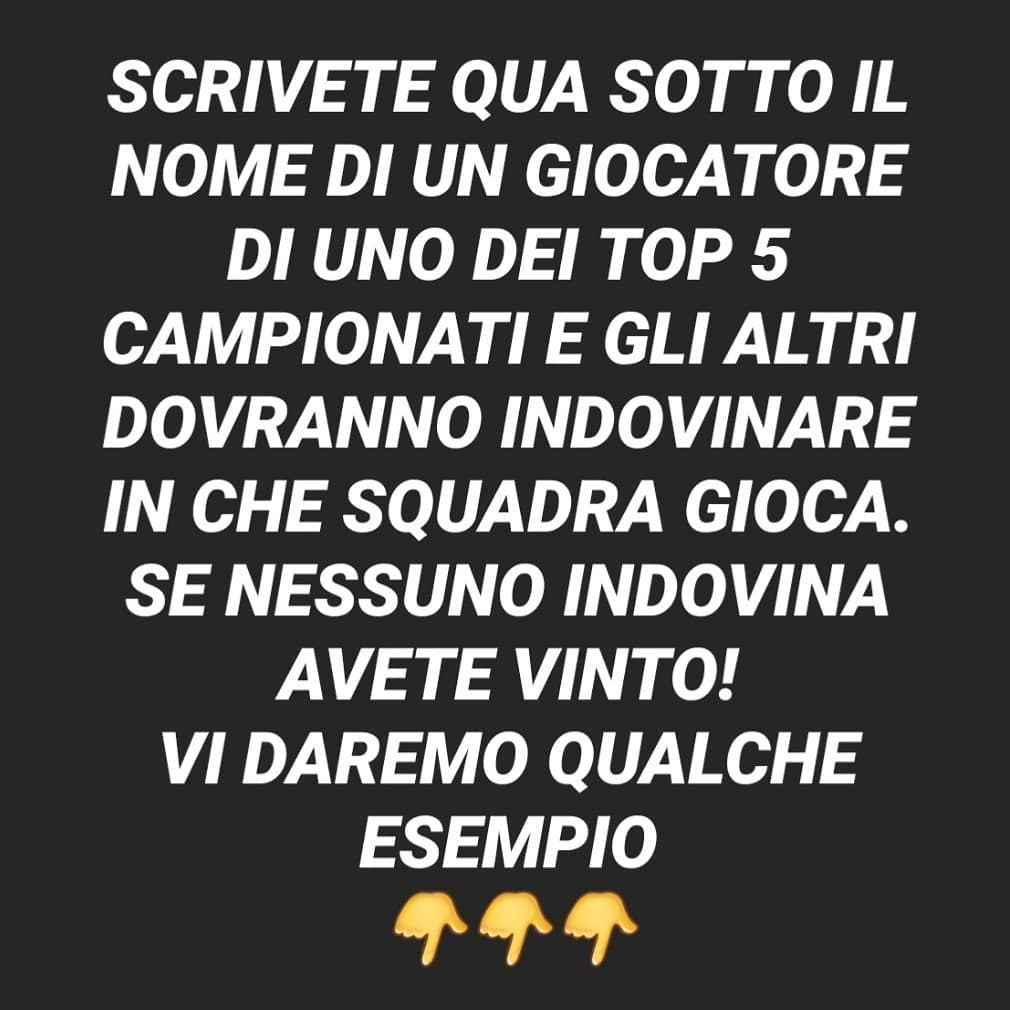 SCRIVETE QUA SOTTO IL
NOME DI UN GIOCATORE
DI UNO DEI TOP 5
CAMPIONATI E GLI ALTRI
DOVRANNO INDOVINARE
IN CHE SQUADRA GIOCA.
SE NESSUNO INDOVINA
AVETE VINTO!
VI DAREMO QUALCHE
ESEMPIO
👇👇👇